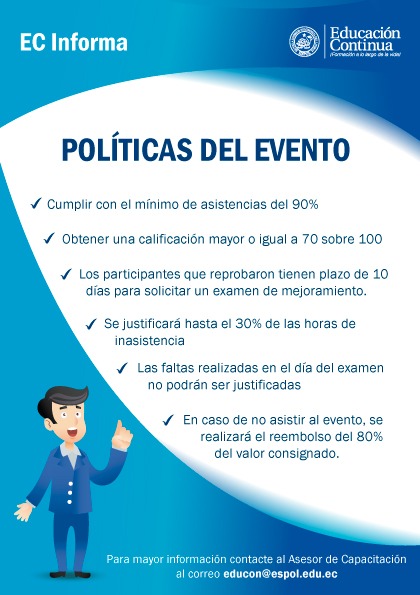 EC Informa
Educación
Continua
(Formación a lo largo de la vida)
POLÍTICAS DEL EVENTO
Cumplir con el mínimo de asistencias del 90%
Obtener una calificación mayor o igual a 70 sobre 100
Los participantes que reprobaron tienen plazo de 10
días para solicitar un examen de mejoramiento.
Se justificará hasta el 30% de las horas de
inasistencia
Las faltas realizadas en el día del examen
no podrán ser justificadas
En caso de no asistir al evento, se
realizará el reembolso del 80%
del valor consignado.
Para mayor información contacte al Asesor de Capacitación
al correo educon@espol.edu.ec